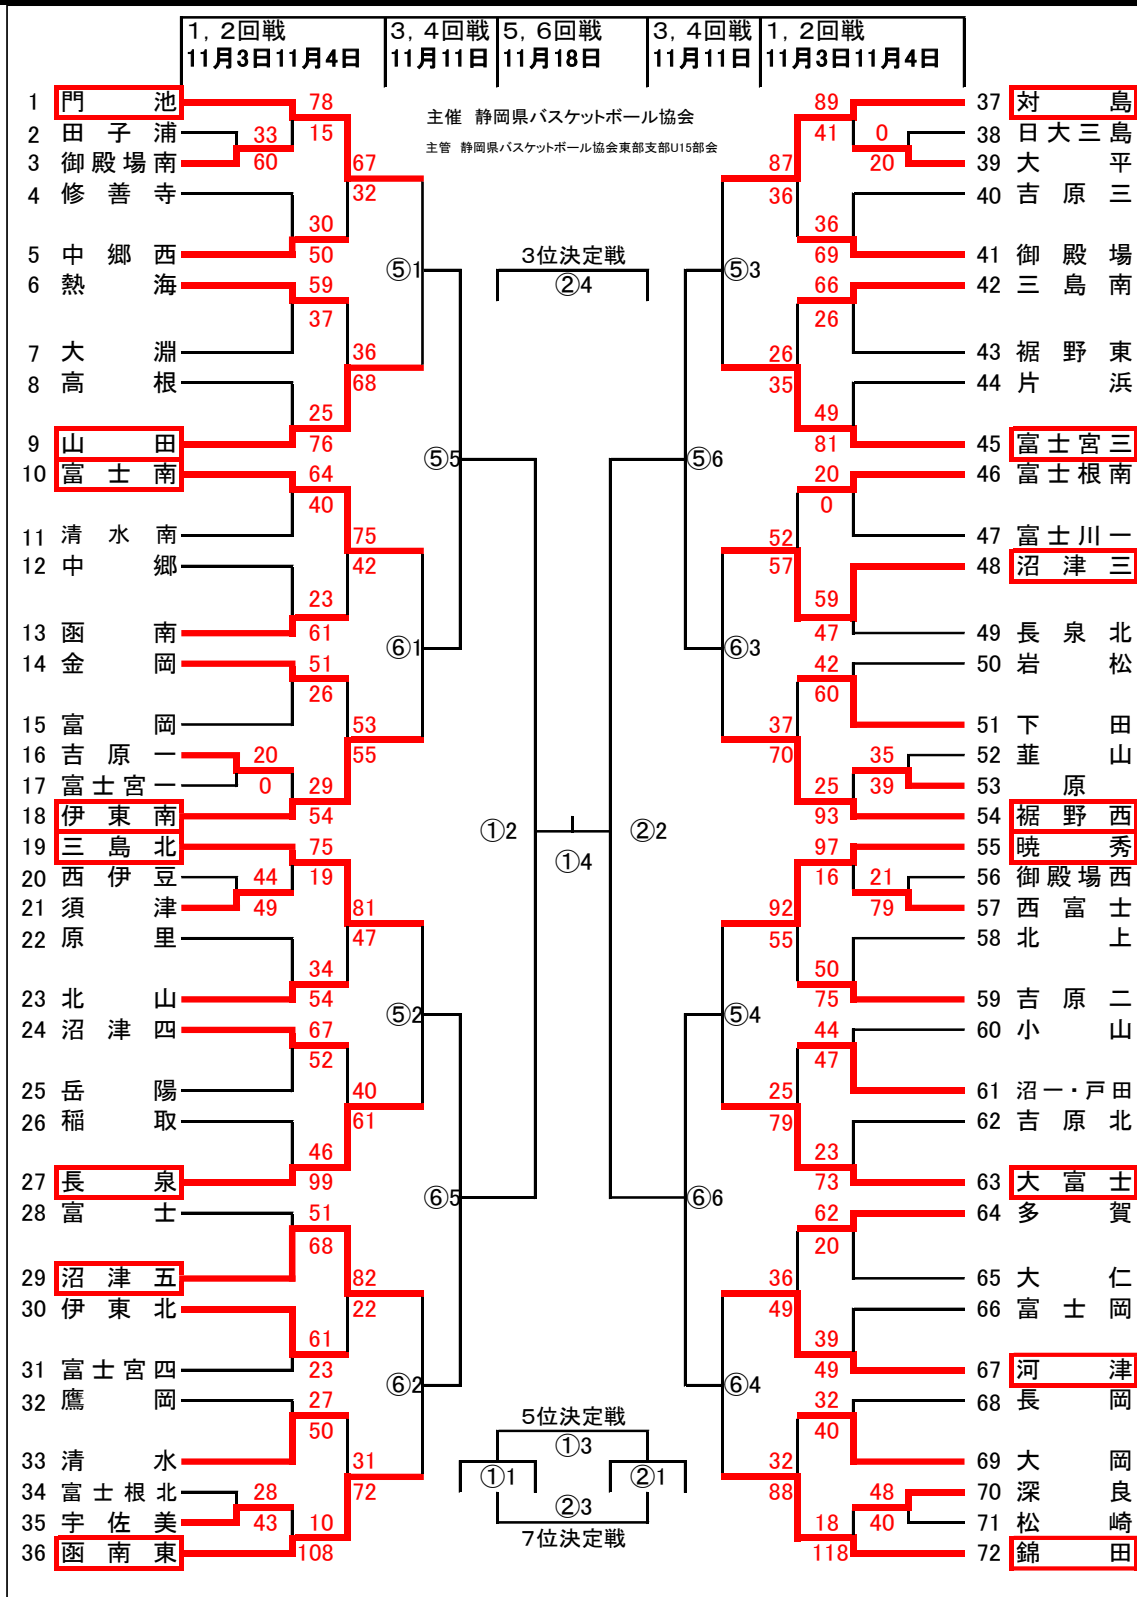 1, 2回戦 3, 4回戦 5, 6回戦 3, 4回戦 1, 2回戦
11月3日11月4日 11月11日 11月18日 11月11日 11月3日11月4日
主催 静岡県バスケットボール協会
主管 静岡県バスケットボール協会東部支部U15部会
1 門池 78
2 田子浦 33 15
3 御殿場南 60 67
4 修善寺 32
30
5 中郷西 50
6 熱海 59
37
7 大淵 36
8 高根 68
25
9 山田 76
10 富士南 64
40
11 清水南 75
12 中郷 42
23
13 函南 61
14 金岡 51
26
15 富岡 53
16 吉原一 20 55
17 富士宮一 0 29
18 伊東南 54
19 三島北 75
20 西伊豆 44 19
21 須津 49 81
22 原里 47
34
23 北山 54
24 沼津四 67
52
25 岳陽 40
26 稲取 61
46
27 長泉 99
28 富士 51
68
29 沼津五 82
30 伊東北 22
61
31 富士宮四 23
32 鷹岡 27
50
33 清水 31
34 富士根北 28 72
35 宇佐美 43 10
36 函南東 108
⑤1
⑤5
⑥1
①2
⑤2
⑥5
⑥2
3位決定戦
②4
①4
5位決定戦
①3
①1 ②1
②3
7位決定戦
⑤3
⑤6
⑥3
②2
⑤4
⑥6
⑥4
89 37 対島
41 0 38 日大三島
87 20 39 大平
36 40 吉原三
36
69 41 御殿場
66 42 三島南
26
26 43 裾野東
35 44 片浜
49
81 45 富士宮三
20 46 富士根南
0
52 47 富士川一
57 48 沼津三
59
47 49 長泉北
42 50 岩松
60
37 51 下田
70 35 52 韮山
25 39 53 原
93 54 裾野西
97 55 暁秀
16 21 56 御殿場西
92 79 57 西富士
55 58 北上
50
75 59 吉原二
44 60 小山
47
25 61 沼一・戸田
79 62 吉原北
23
73 63 大富士
62 64 多賀
20
36 65 大仁
49 66 富士岡
39
49 67 河津
32 68 長岡
40
32 69 大岡
88 48 70 深良
18 40 71 松崎
118 72 錦田